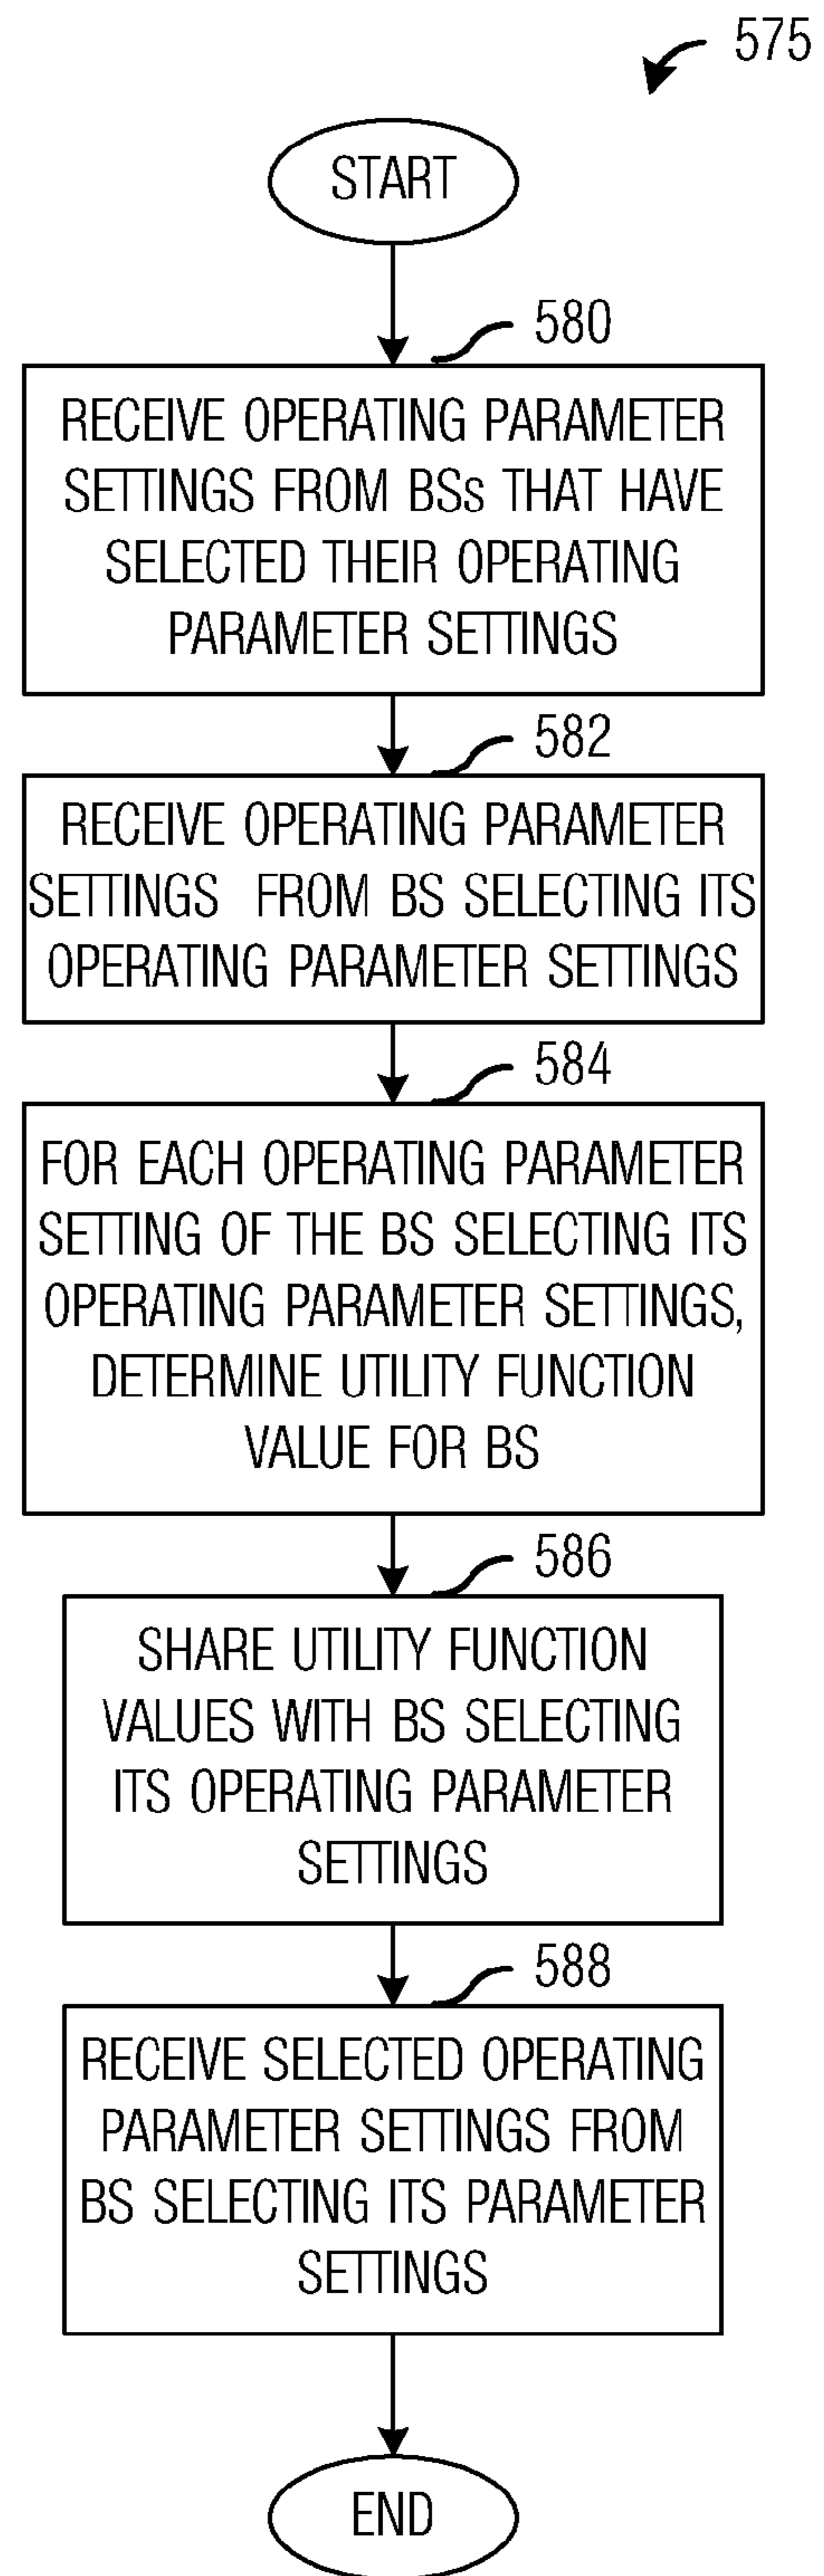 575
START
580
RECEIVE OPERATING PARAMETER
SETTINGS FROM BSs THAT HAVE
SELECTED THEIR OPERATING
PARAMETER SETTINGS
582
RECEIVE OPERATING PARAMETER
SETTINGS FROM BS SELECTING ITS
OPERATING PARAMETER SETTINGS
584
FOR EACH OPERATING PARAMETER
SETTING OF THE BS SELECTING ITS
OPERATING PARAMETER SETTINGS,
DETERMINE UTILITY FUNCTION
VALUE FOR BS
586
SHARE UTILITY FUNCTION
VALUES WITH BS SELECTING
ITS OPERATING PARAMETER
SETTINGS
588
RECEIVE SELECTED OPERATING
PARAMETER SETTINGS FROM
BS SELECTING ITS PARAMETER
SETTINGS
END